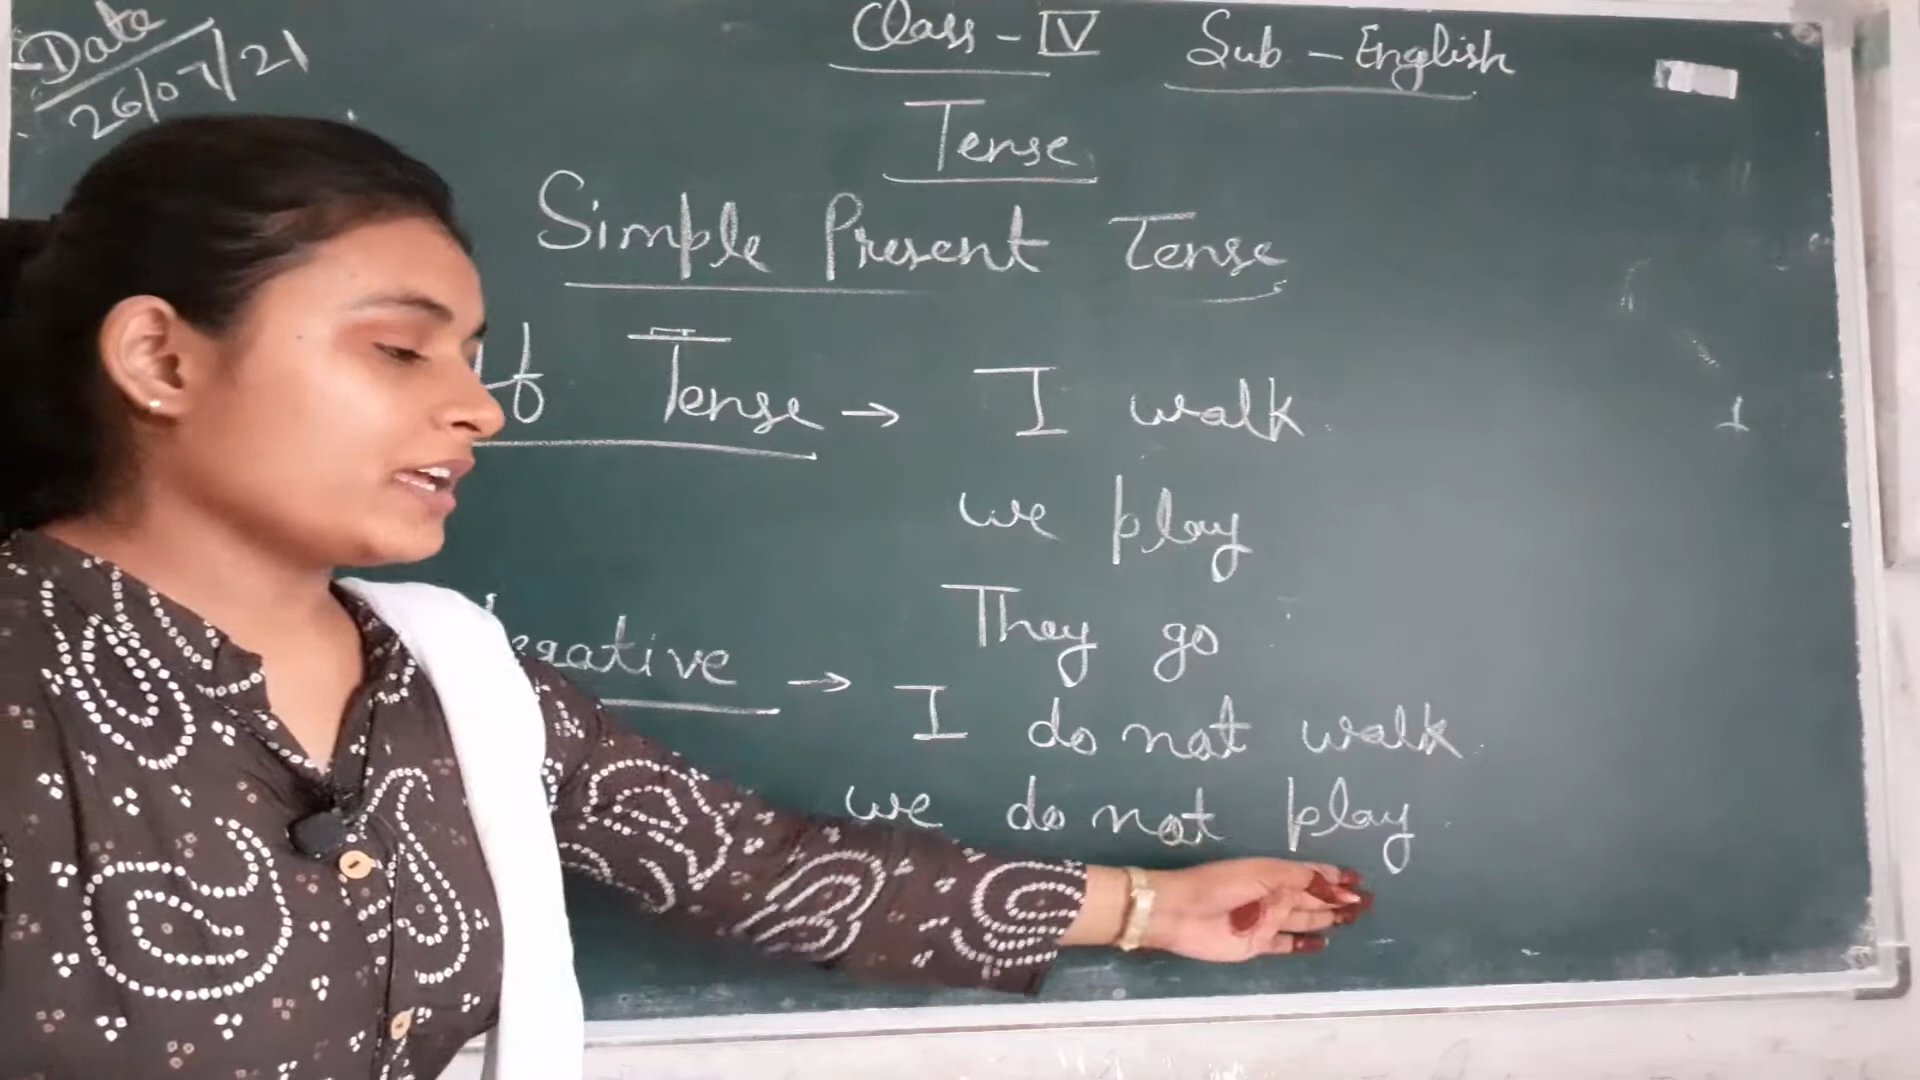 Date
26/07/21
Class - IV Sub - English
Tense
Simple Present Tense
of Tense → I walk.
we play
They go
→ I do not walk.
we do not play.